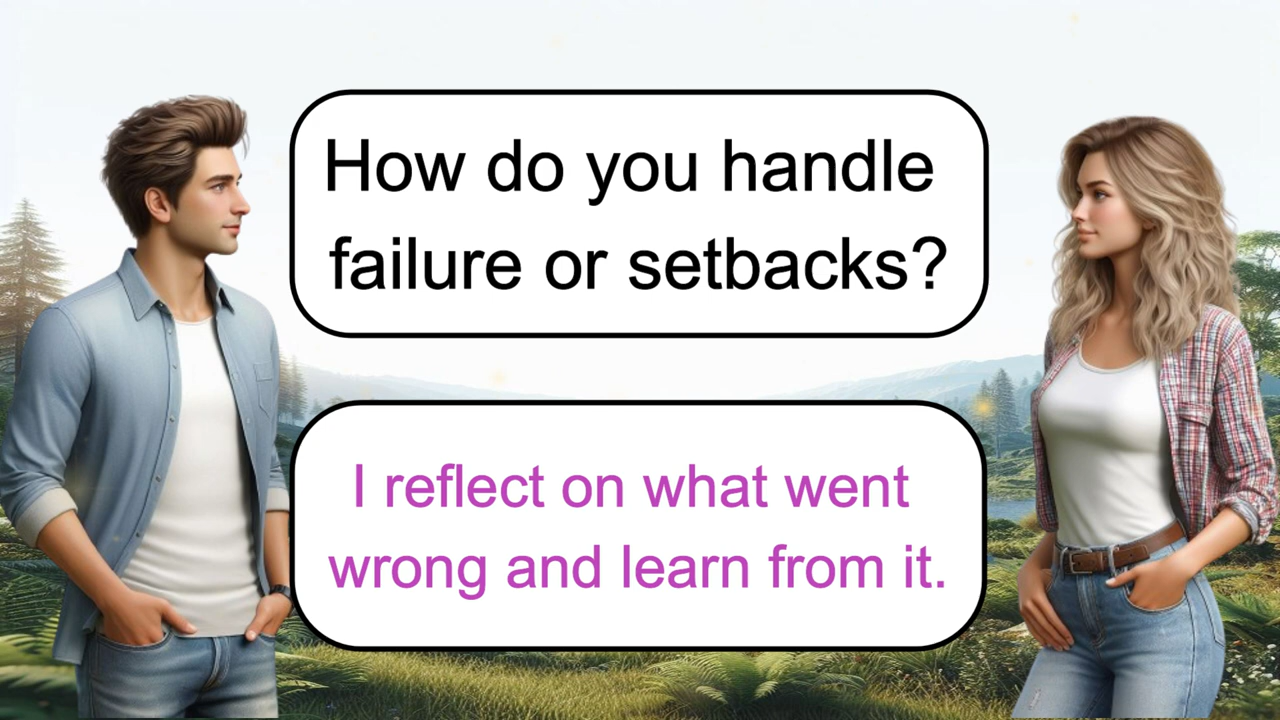 How do you handle
failure or setbacks?
I reflect on what went
wrong and learn from it.